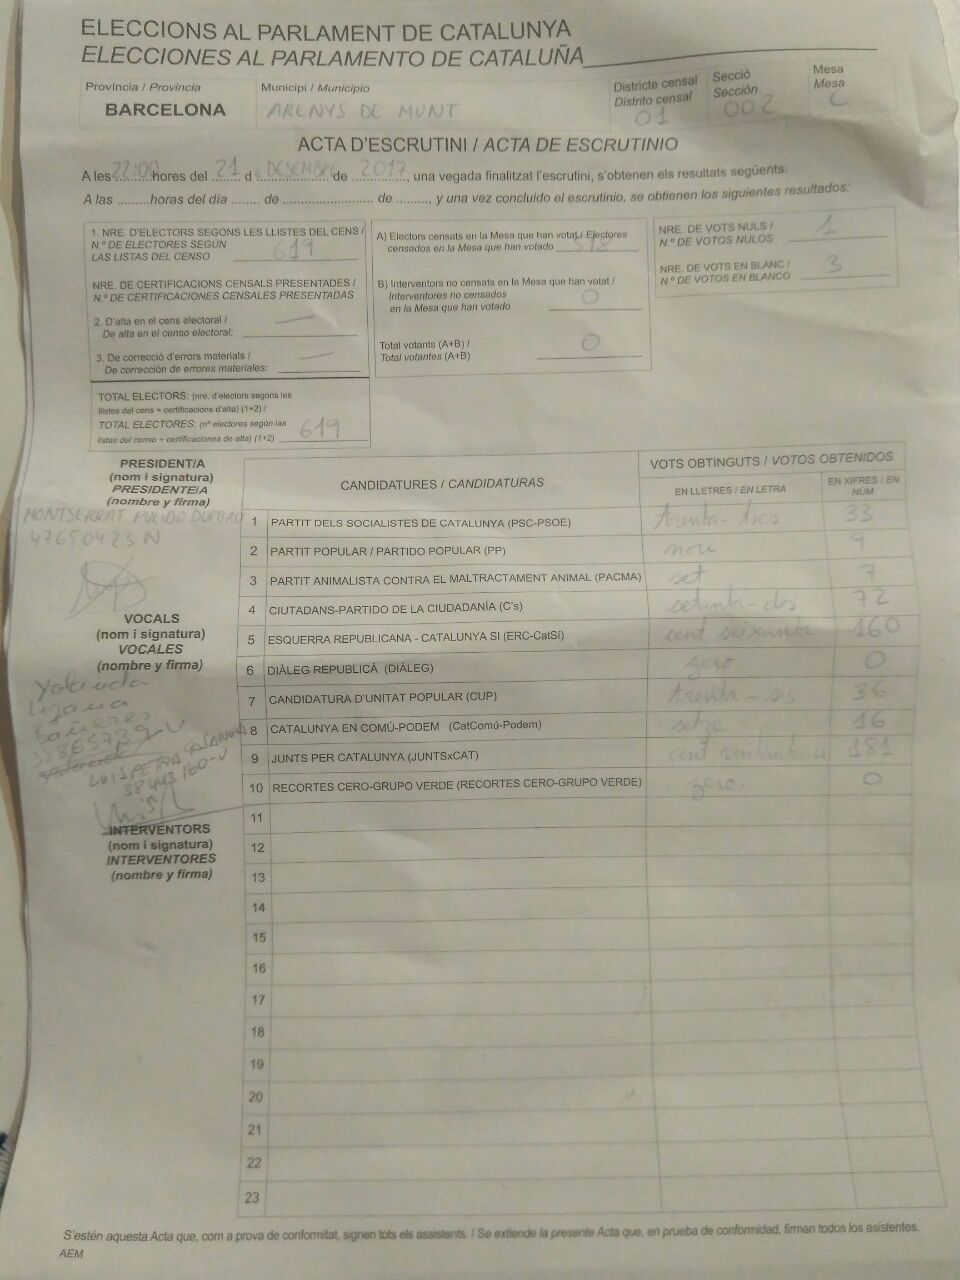 ELECCIONS AL PARLAMENT DE CATALUNYA
ELECCIONES AL PARLAMENTO DE CATALUÑA
Província / Provincia
BARCELONA
Municipi / Municipio
ARENYS DE MUNT
Districte censal
Distrito censal
01
Secció
Sección
002
Mesa
Mesa
C
ACTA D'ESCRUTINI / ACTA DE ESCRUTINIO
A les 22:00 hores del 21 de DESEMBRE de 2017, una vegada finalitzat l'escrutini, s'obtenen els resultats següents:
A las .........horas del día ...... de ...................... de ........, y una vez concluido el escrutinio, se obtienen los siguientes resultados:
1. NRE. D'ELECTORS SEGONS LES LLISTES DEL CENS /
N.º DE ELECTORES SEGÚN
LAS LISTAS DEL CENSO 619
NRE. DE CERTIFICACIONS CENSALS PRESENTADES /
N.º DE CERTIFICACIONES CENSALES PRESENTADAS
2. D'alta en el cens electoral /
De alta en el censo electoral: —
3. De correcció d'errors materials /
De corrección de errores materiales: —
TOTAL ELECTORS: (nre. d'electors segons les
llistes del cens + certificacions d'alta) (1+2) /
TOTAL ELECTORES: (nº electores según las
listas del censo + certificaciones de alta) (1+2) 619
A) Electors censats en la Mesa que han votat / Electores
censados en la Mesa que han votado 518
B) Interventors no censats en la Mesa que han votat /
Interventores no censados
en la Mesa que han votado 0
Total votants (A+B) /
Total votantes (A+B) 0
NRE. DE VOTS NULS /
N.º DE VOTOS NULOS 1
NRE. DE VOTS EN BLANC /
N.º DE VOTOS EN BLANCO 3
PRESIDENT/A
(nom i signatura)
PRESIDENTE/A
(nombre y firma)
MONTSERRAT PULIDO
47650423N
VOCALS
(nom i signatura)
VOCALES
(nombre y firma)
Yolanda
38865739
LUIS
38443160-V
INTERVENTORS
(nom i signatura)
INTERVENTORES
(nombre y firma)
CANDIDATURES / CANDIDATURAS
VOTS OBTINGUTS / VOTOS OBTENIDOS
EN LLETRES / EN LETRA
EN XIFRES / EN NÚM
1 PARTIT DELS SOCIALISTES DE CATALUNYA (PSC-PSOE) trenta-tres 33
2 PARTIT POPULAR / PARTIDO POPULAR (PP) nou 9
3 PARTIT ANIMALISTA CONTRA EL MALTRACTAMENT ANIMAL (PACMA) set 7
4 CIUTADANS-PARTIDO DE LA CIUDADANÍA (C's) setanta-dos 72
5 ESQUERRA REPUBLICANA - CATALUNYA SI (ERC-CatSí) cent seixanta 160
6 DIÀLEG REPUBLICÀ (DIÀLEG) zero 0
7 CANDIDATURA D'UNITAT POPULAR (CUP) trenta-sis 36
8 CATALUNYA EN COMÚ-PODEM (CatComú-Podem) setze 16
9 JUNTS PER CATALUNYA (JUNTSxCAT) cent vuitanta u 181
10 RECORTES CERO-GRUPO VERDE (RECORTES CERO-GRUPO VERDE) zero. 0
11
12
13
14
15
16
17
18
19
20
21
22
23
S'estén aquesta Acta que, com a prova de conformitat, signen tots els assistents. / Se extiende la presente Acta que, en prueba de conformidad, firman todos los asistentes.
AEM